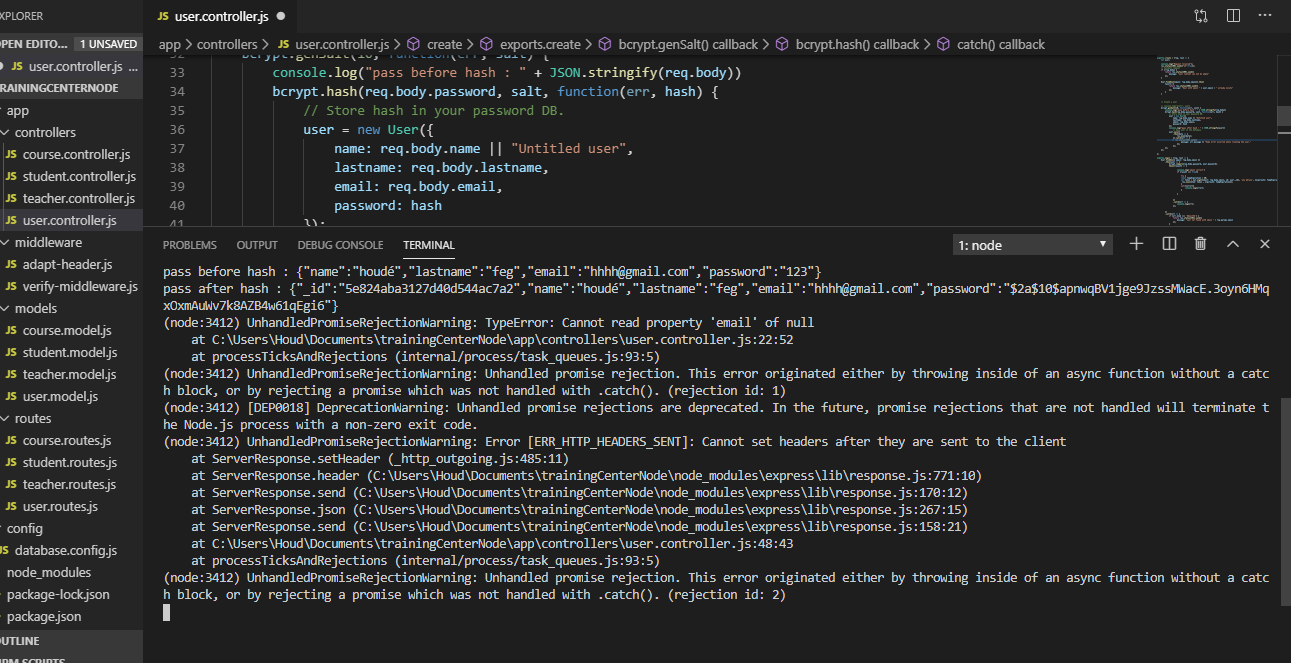 EXPLORER
JS user.controller.js ●
OPEN EDITO... 1 UNSAVED
● JS user.controller.js ...
TRAININGCENTERNODE
app
controllers
JS course.controller.js
JS student.controller.js
JS teacher.controller.js
JS user.controller.js
middleware
JS adapt-header.js
JS verify-middleware.js
models
JS course.model.js
JS student.model.js
JS teacher.model.js
JS user.model.js
routes
JS course.routes.js
JS student.routes.js
JS teacher.routes.js
JS user.routes.js
config
JS database.config.js
node_modules
package-lock.json
package.json
OUTLINE
NPM SCRIPTS
app > controllers > JS user.controller.js > create > exports.create > bcrypt.genSalt() callback > bcrypt.hash() callback > catch() callback
32 bcrypt.genSalt(10, function(err, salt) {
33 console.log("pass before hash : " + JSON.stringify(req.body))
34 bcrypt.hash(req.body.password, salt, function(err, hash) {
35 // Store hash in your password DB.
36 user = new User({
37 name: req.body.name || "Untitled user",
38 lastname: req.body.lastname,
39 email: req.body.email,
40 password: hash
41 });
PROBLEMS OUTPUT DEBUG CONSOLE TERMINAL 1: node
pass before hash : {"name":"houdé","lastname":"feg","email":"hhhh@gmail.com","password":"123"}
pass after hash : {"_id":"5e824aba3127d40d544ac7a2","name":"houdé","lastname":"feg","email":"hhhh@gmail.com","password":"$2a$10$apnwqBV1jge9JzssMWacE.3oyn6HMq
xOxmAuWv7k8AZB4w61qEgi6"}
(node:3412) UnhandledPromiseRejectionWarning: TypeError: Cannot read property 'email' of null
at C:\Users\Houd\Documents\trainingCenterNode\app\controllers\user.controller.js:22:52
at processTicksAndRejections (internal/process/task_queues.js:93:5)
(node:3412) UnhandledPromiseRejectionWarning: Unhandled promise rejection. This error originated either by throwing inside of an async function without a catc
h block, or by rejecting a promise which was not handled with .catch(). (rejection id: 1)
(node:3412) [DEP0018] DeprecationWarning: Unhandled promise rejections are deprecated. In the future, promise rejections that are not handled will terminate t
he Node.js process with a non-zero exit code.
(node:3412) UnhandledPromiseRejectionWarning: Error [ERR_HTTP_HEADERS_SENT]: Cannot set headers after they are sent to the client
at ServerResponse.setHeader (_http_outgoing.js:485:11)
at ServerResponse.header (C:\Users\Houd\Documents\trainingCenterNode\node_modules\express\lib\response.js:771:10)
at ServerResponse.send (C:\Users\Houd\Documents\trainingCenterNode\node_modules\express\lib\response.js:170:12)
at ServerResponse.json (C:\Users\Houd\Documents\trainingCenterNode\node_modules\express\lib\response.js:267:15)
at ServerResponse.send (C:\Users\Houd\Documents\trainingCenterNode\node_modules\express\lib\response.js:158:21)
at C:\Users\Houd\Documents\trainingCenterNode\app\controllers\user.controller.js:48:43
at processTicksAndRejections (internal/process/task_queues.js:93:5)
(node:3412) UnhandledPromiseRejectionWarning: Unhandled promise rejection. This error originated either by throwing inside of an async function without a catc
h block, or by rejecting a promise which was not handled with .catch(). (rejection id: 2)